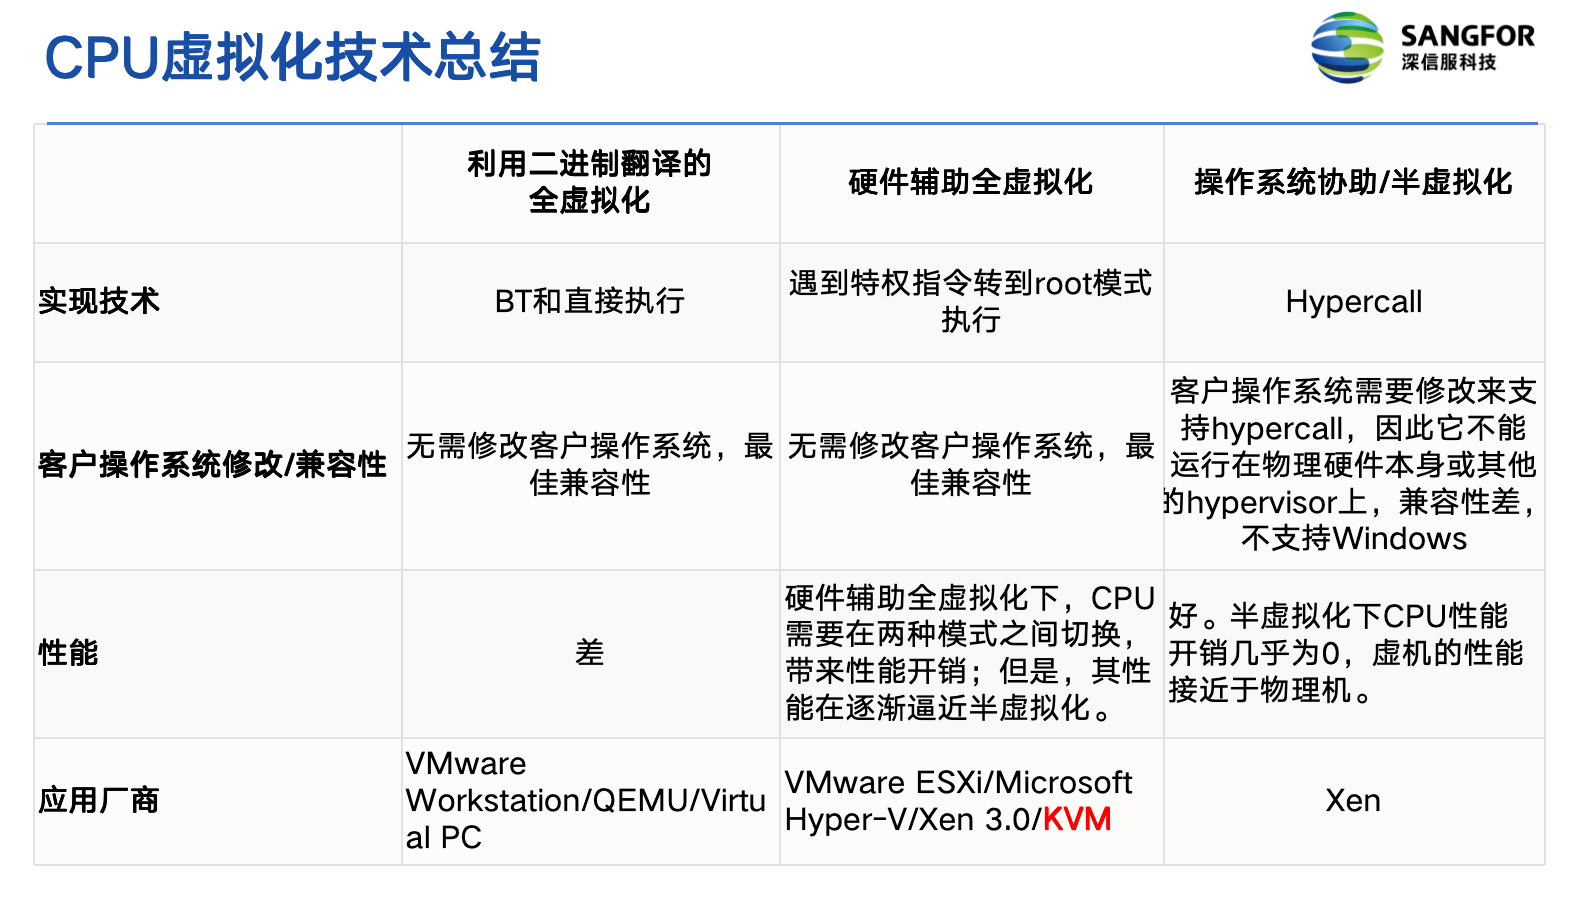 CPU虚拟化技术总结
SANGFOR
深信服科技
利用二进制翻译的
全虚拟化
硬件辅助全虚拟化
操作系统协助/半虚拟化
实现技术
BT和直接执行
遇到特权指令转到root模式
执行
Hypercall
客户操作系统修改/兼容性
无需修改客户操作系统，最
佳兼容性
无需修改客户操作系统，最
佳兼容性
客户操作系统需要修改来支
持hypercall，因此它不能
运行在物理硬件本身或其他
的hypervisor上，兼容性差，
不支持Windows
性能
差
硬件辅助全虚拟化下，CPU
需要在两种模式之间切换，
带来性能开销；但是，其性
能在逐渐逼近半虚拟化。
好。半虚拟化下CPU性能
开销几乎为0，虚机的性能
接近于物理机。
应用厂商
VMware
Workstation/QEMU/Virtu
al PC
VMware ESXi/Microsoft
Hyper-V/Xen 3.0/KVM
Xen